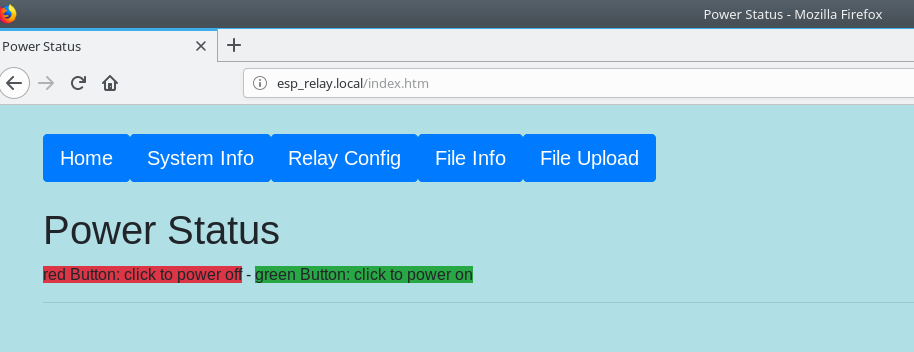 Power Status - Mozilla Firefox
Power Status
esp_relay.local/index.htm
Home System Info Relay Config File Info File Upload
Power Status
red Button: click to power off - green Button: click to power on